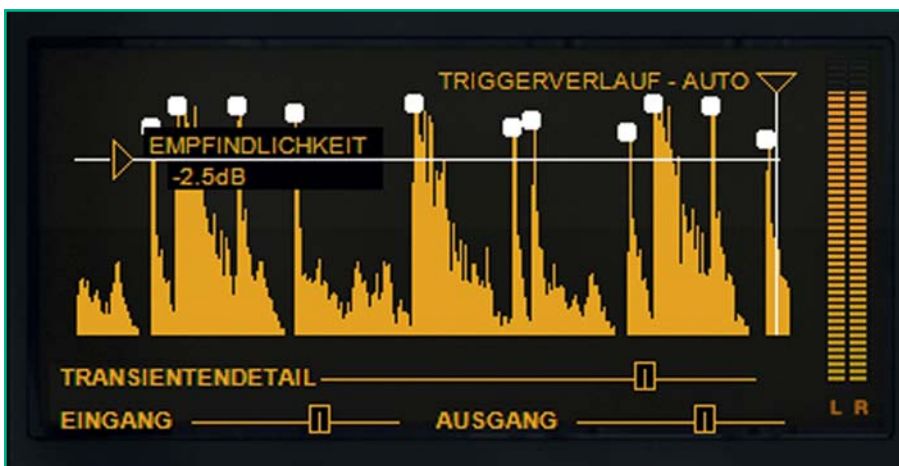 TRIGGERVERLAUF - AUTO
EMPFINDLICHKEIT
-2.5dB
TRANSIENTENDETAIL
EINGANG
AUSGANG
L R